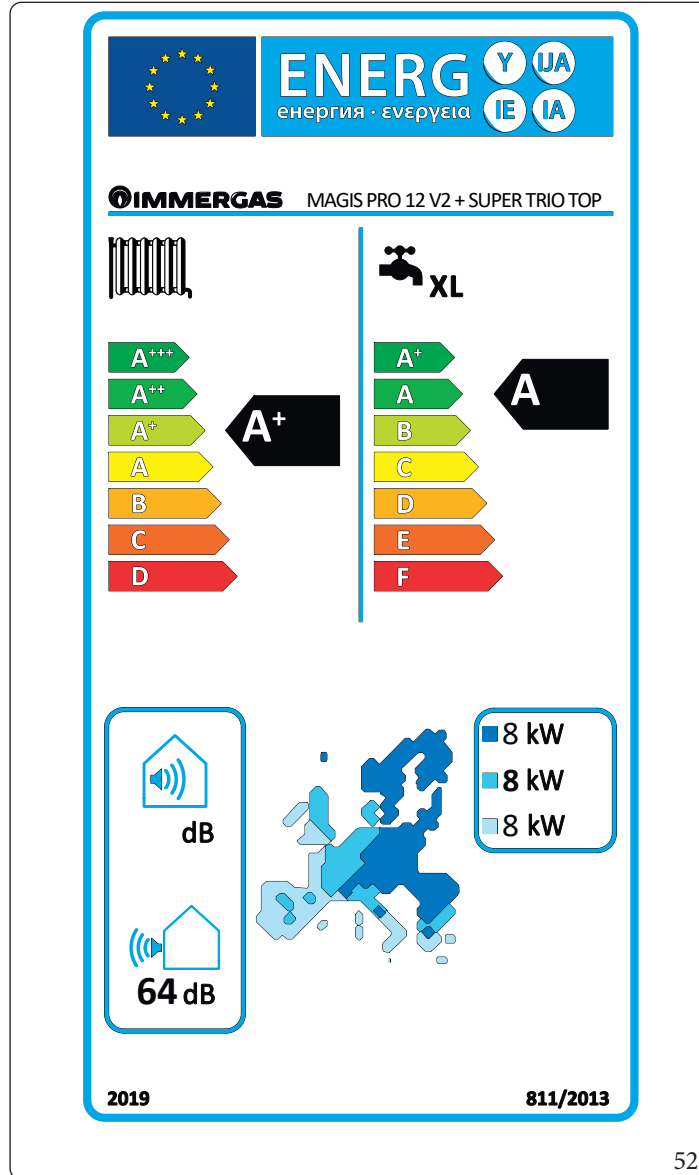 ENERG Y IJA
енергия · ενεργεια IE IA
IMMERGAS MAGIS PRO 12 V2 + SUPER TRIO TOP
XL
A+++
A++
A+
A
B
C
D
A+
A+
A
B
C
D
E
F
A
dB
64 dB
8 kW
8 kW
8 kW
2019 811/2013
52